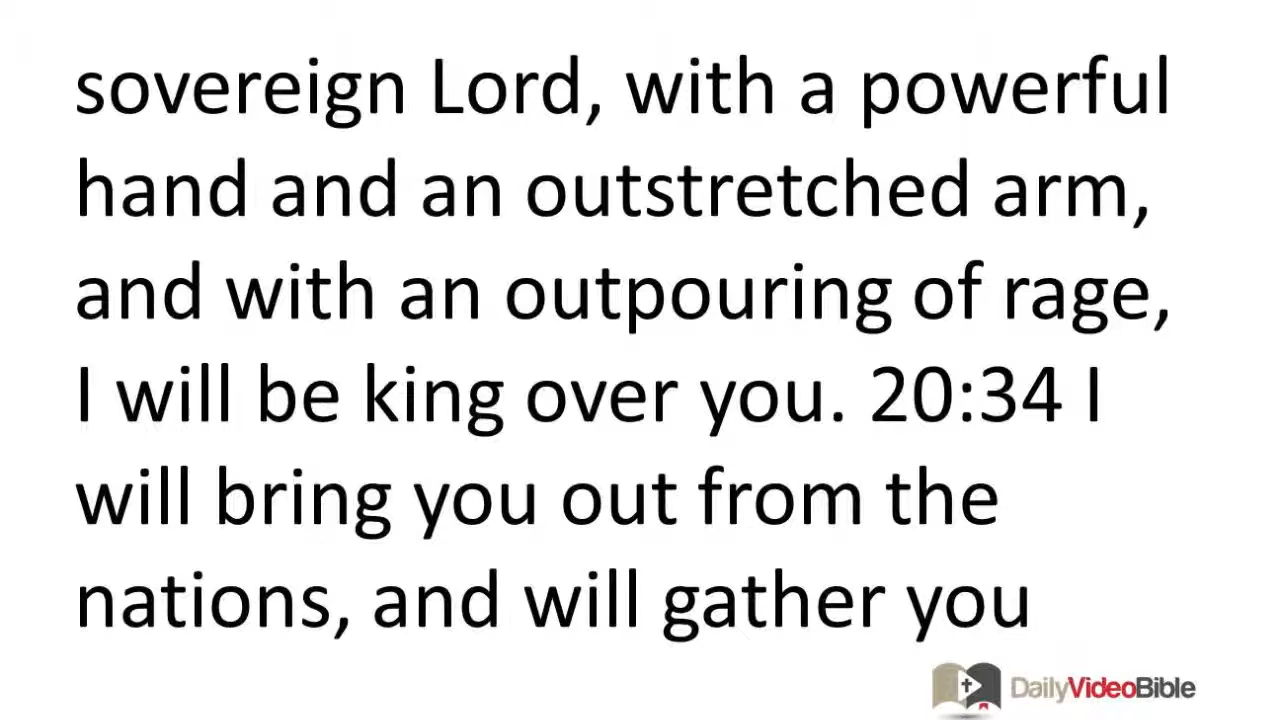 sovereign Lord, with a powerful
hand and an outstretched arm,
and with an outpouring of rage,
I will be king over you. 20:34 I
will bring you out from the
nations, and will gather you
DailyVideoBible